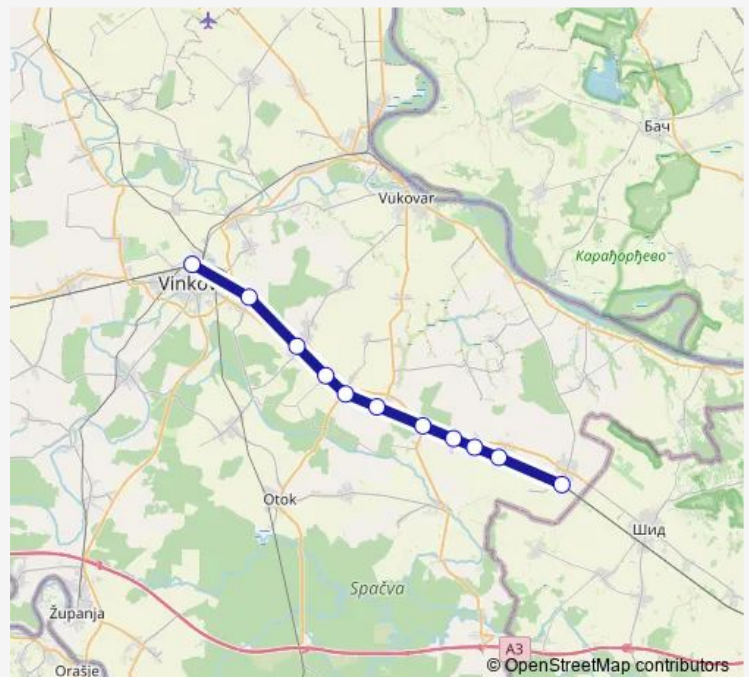 Бач
Vukovar
Карађорђево
Vinkov
Otok
Шид
Spačva
Županja
A3
Orašje
© OpenStreetMap contributors